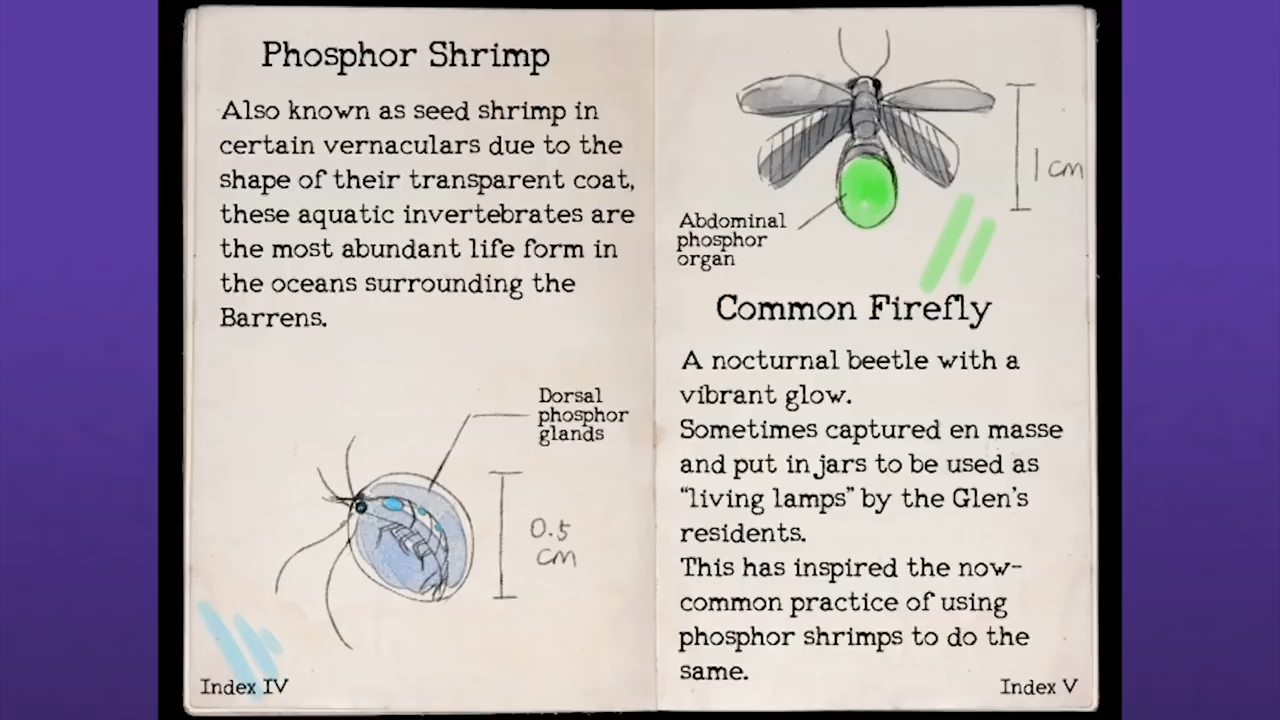 Phosphor Shrimp
Also known as seed shrimp in
certain vernaculars due to the
shape of their transparent coat,
these aquatic invertebrates are
the most abundant life form in
the oceans surrounding the
Barrens.
Dorsal
phosphor
glands
0.5
cm
Index IV
1 cm
Abdominal
phosphor
organ
Common Firefly
A nocturnal beetle with a
vibrant glow.
Sometimes captured en masse
and put in jars to be used as
“living lamps” by the Glen's
residents.
This has inspired the now-
common practice of using
phosphor shrimps to do the
same.
Index V